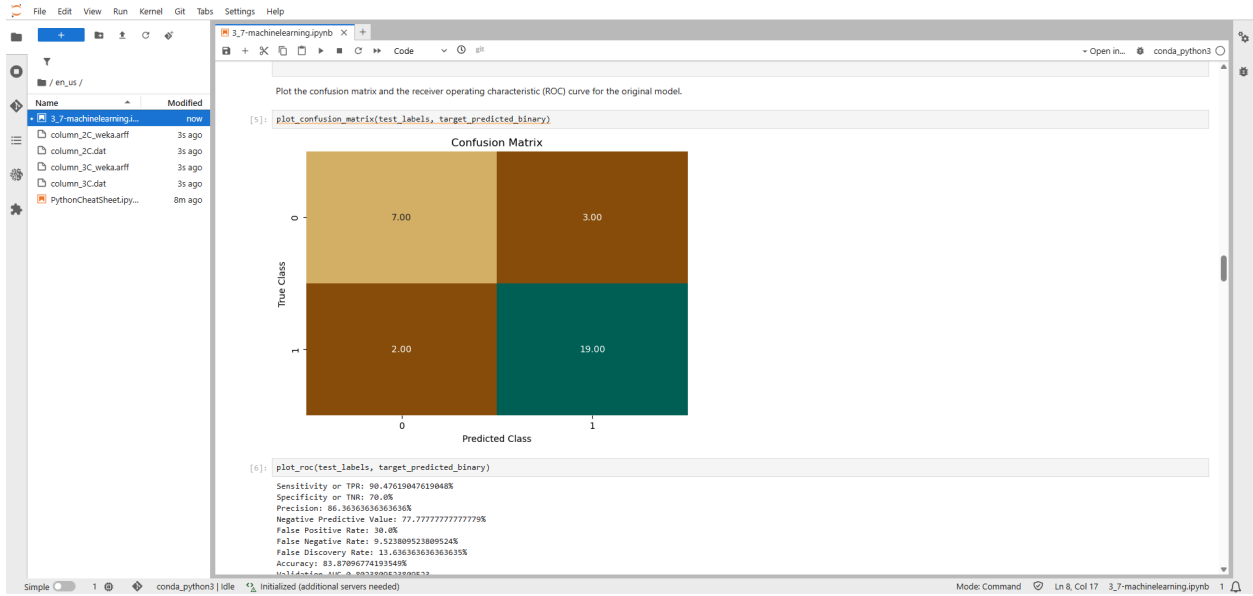 File Edit View Run Kernel Git Tabs Settings Help
3_7-machinelearning.ipynb
Code
git
Open in...
conda_python3
/ en_us /
Name Modified
3_7-machinelearning.i... now
column_2C_weka.arff 3s ago
column_2C.dat 3s ago
column_3C_weka.arff 3s ago
column_3C.dat 3s ago
PythonCheatSheet.ipy... 8m ago
Plot the confusion matrix and the receiver operating characteristic (ROC) curve for the original model.
[5]: plot_confusion_matrix(test_labels, target_predicted_binary)
Confusion Matrix
True Class
0
7.00 3.00
1
2.00 19.00
0 1
Predicted Class
[6]: plot_roc(test_labels, target_predicted_binary)
Sensitivity or TPR: 90.47619047619048%
Specificity or TNR: 70.0%
Precision: 86.36363636363636%
Negative Predictive Value: 77.77777777777779%
False Positive Rate: 30.0%
False Negative Rate: 9.523809523809524%
False Discovery Rate: 13.636363636363635%
Accuracy: 83.87096774193549%
Validation AUC 0.8023809523809523
Simple 1 conda_python3 | Idle Initialized (additional servers needed) Mode: Command Ln 8, Col 17 3_7-machinelearning.ipynb 1